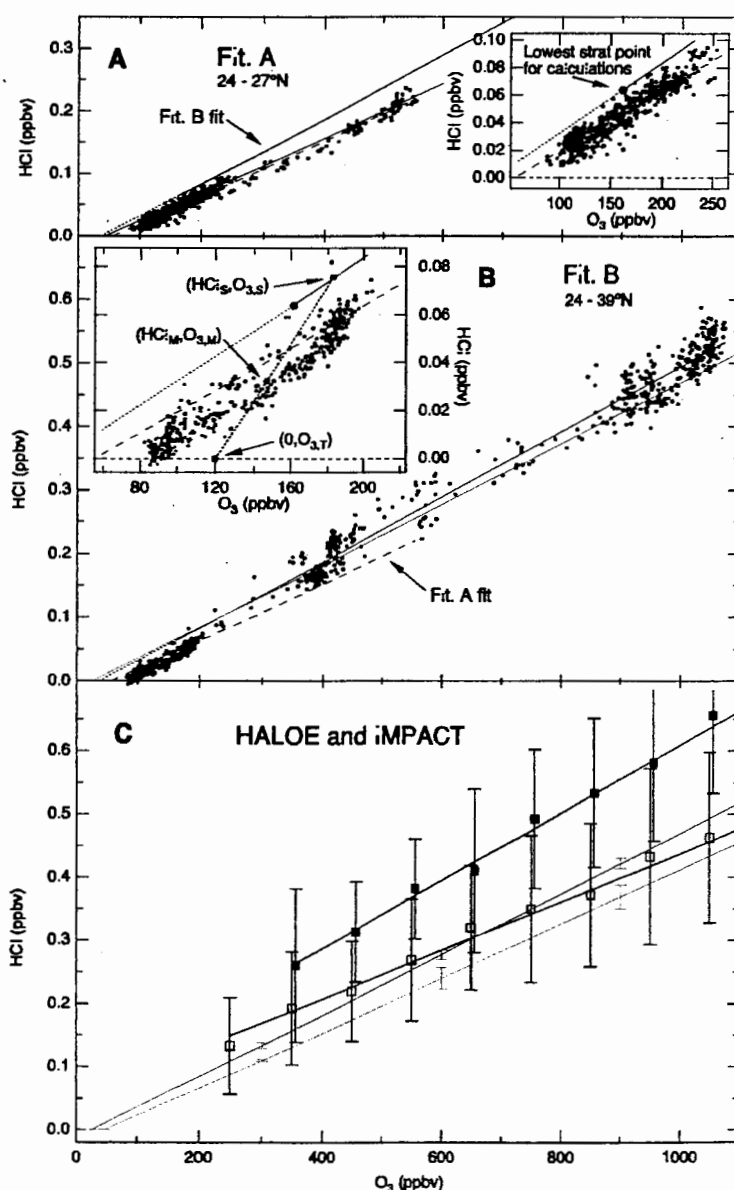 A
Fit. A
24 - 27°N
Fit. B fit
HCl (ppbv)
0.3
0.2
0.1
0.0
Lowest strat point
for calculations
HCl (ppbv)
0.10
0.08
0.06
0.04
0.02
0.00
100 150 200 250
O3 (ppbv)
B
Fit. B
24 - 39°N
(HClS,O3,S)
(HClM,O3,M)
(0,O3,T)
0.08
0.06
0.04
0.02
0.00
HCl (ppbv)
80 120 160 200
O3 (ppbv)
Fit. A fit
HCl (ppbv)
0.6
0.5
0.4
0.3
0.2
0.1
0.0
C
HALOE and iMPACT
HCl (ppbv)
0.6
0.5
0.4
0.3
0.2
0.1
0.0
0 200 400 600 800 1000
O3 (ppbv)